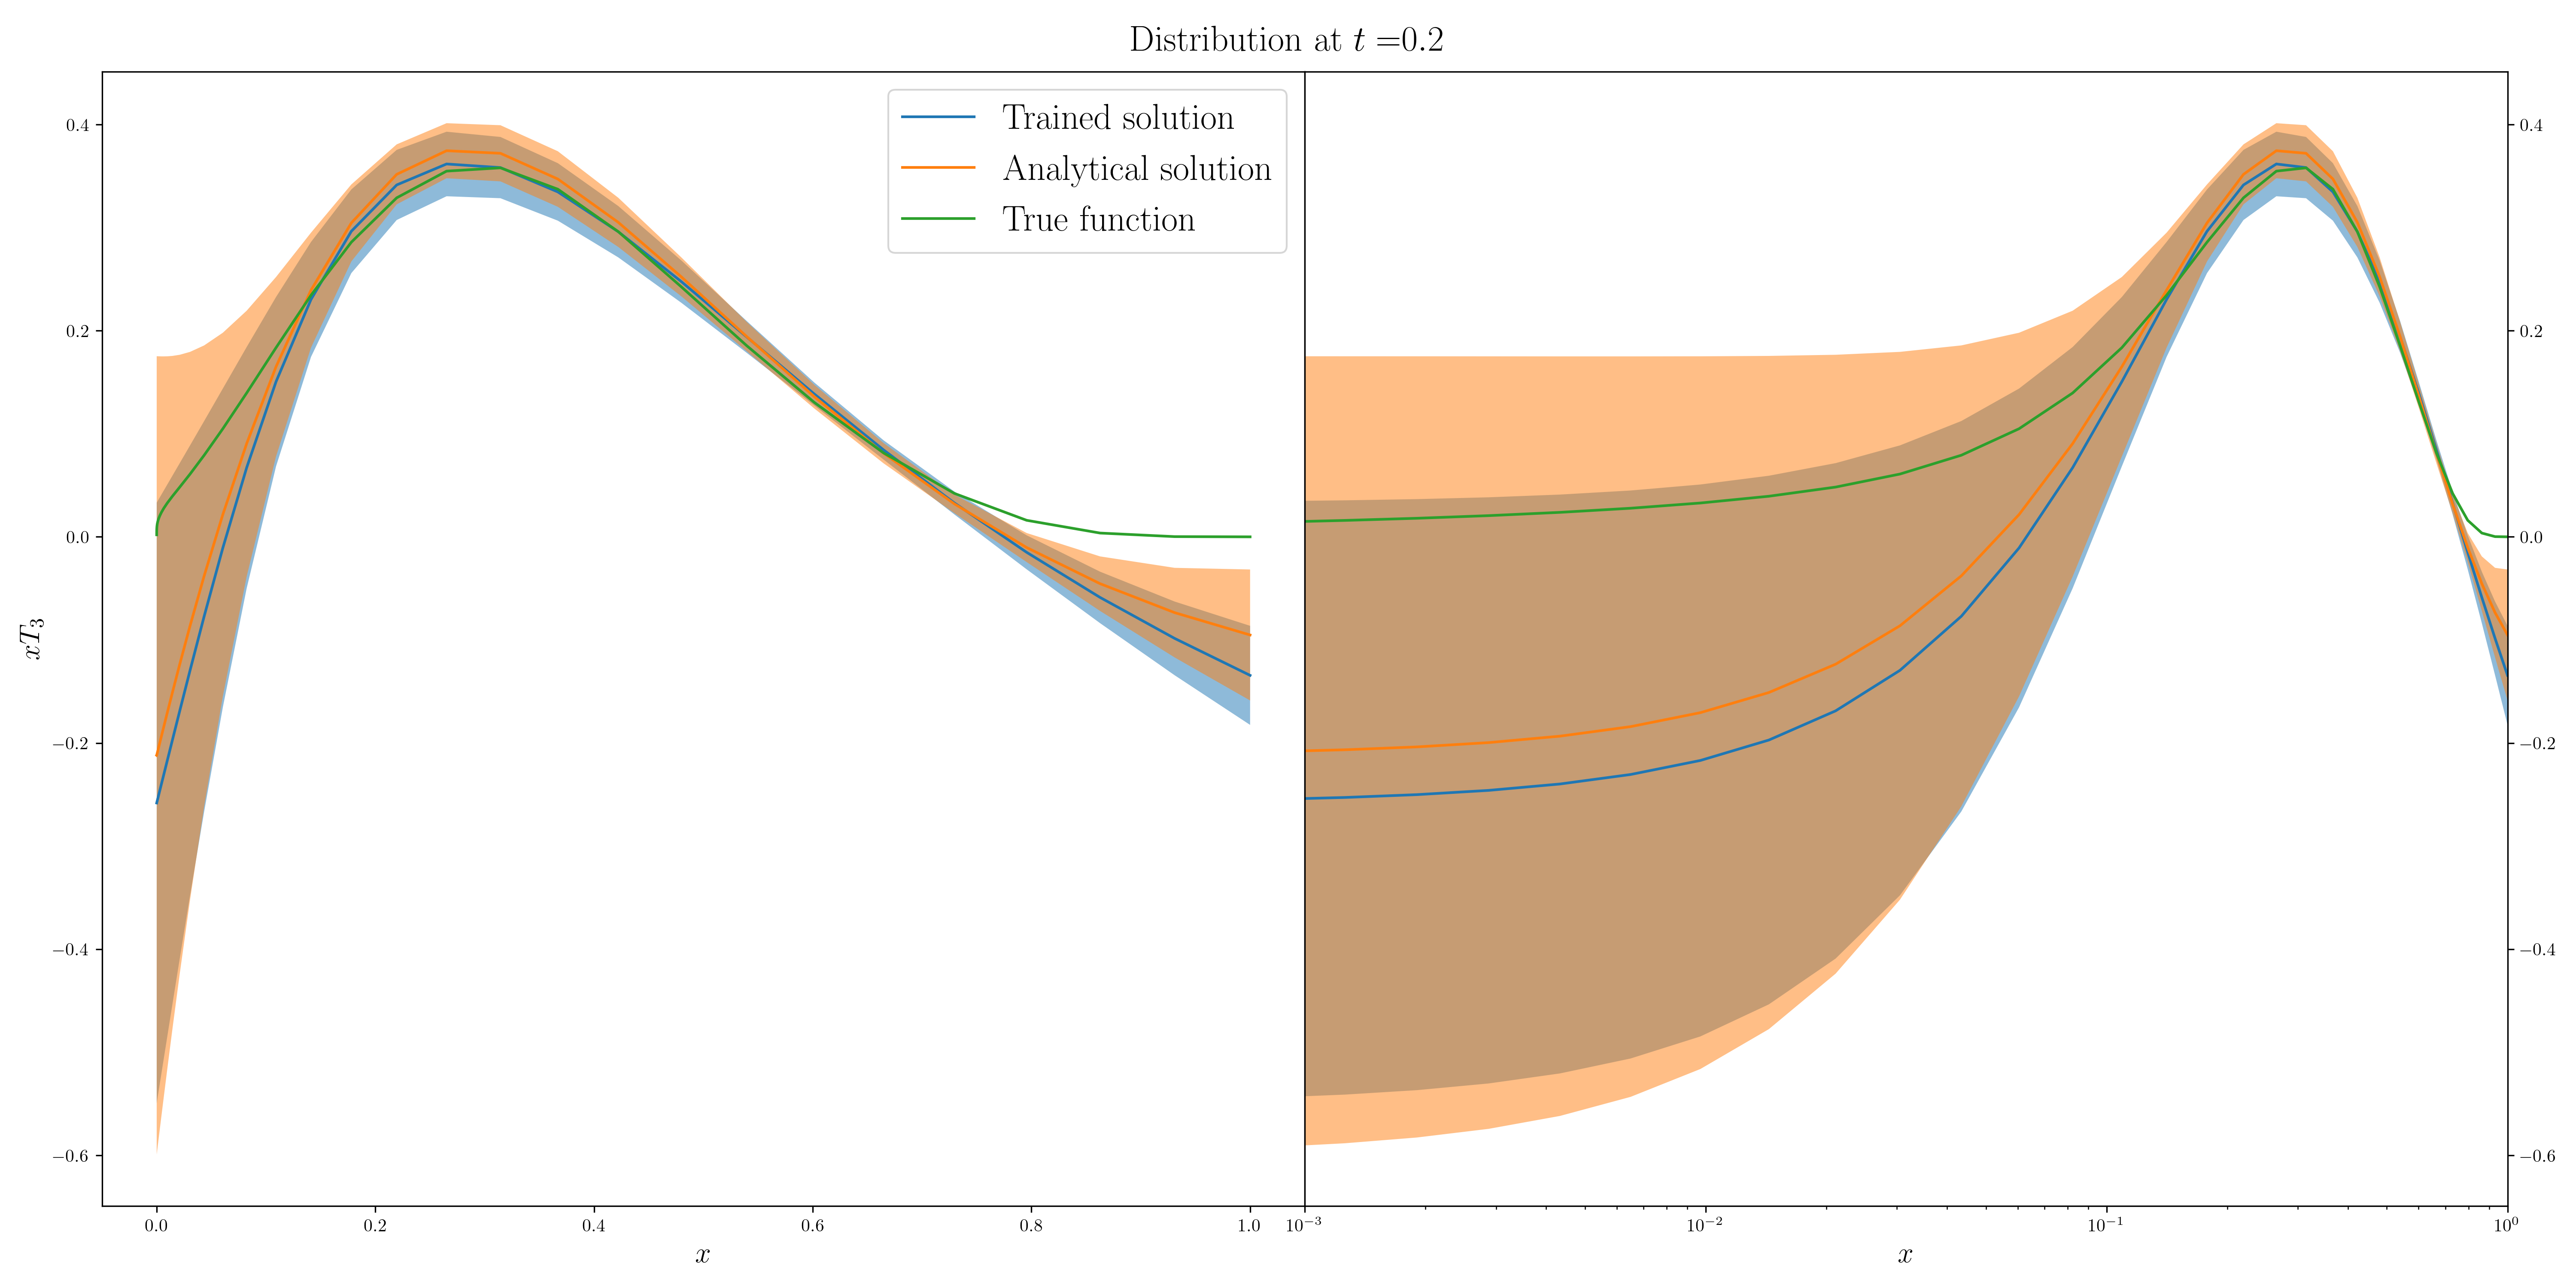 Distribution at t =0.2
Trained solution
Analytical solution
True function
xT₃
0.4
0.2
0.0
−0.2
−0.4
−0.6
0.0 0.2 0.4 0.6 0.8 1.0
x
0.4
0.2
0.0
−0.2
−0.4
−0.6
10⁻³ 10⁻² 10⁻¹ 10⁰
x